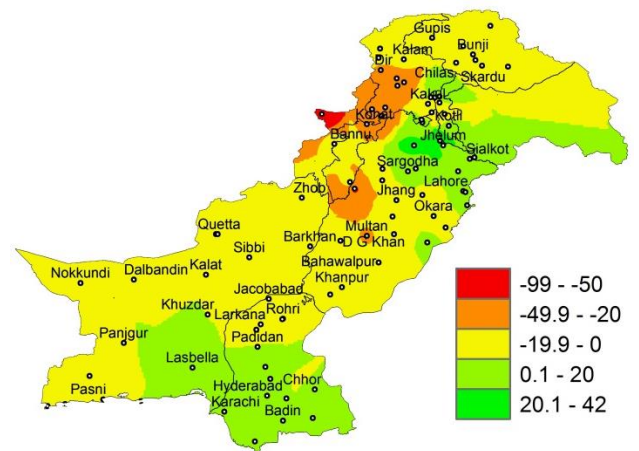 Gupis
Kalam
Bunji
Dir
Chilas
Skardu
Kakul
Kohat
Kotli
Bannu
Jhelum
Sialkot
Sargodha
Lahore
Zhob
Jhang
Okara
Quetta
Multan
Barkhan
D G Khan
Sibbi
Bahawalpur
Nokkundi
Dalbandin
Kalat
Khanpur
Jacobabad
Khuzdar
Larkana
Rohri
Panjgur
Padidan
Lasbella
Pasni
Hyderabad
Chhor
Karachi
Badin
-99 - -50
-49.9 - -20
-19.9 - 0
0.1 - 20
20.1 - 42